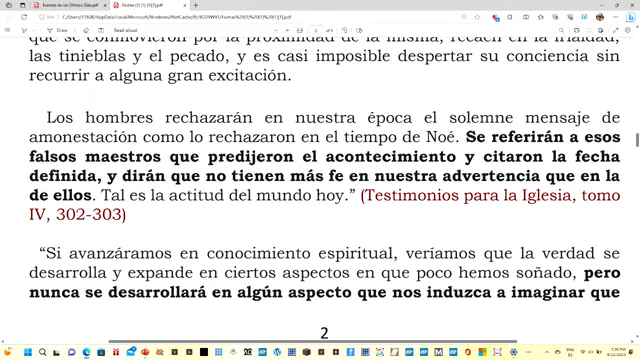 Eventos de los Últimos Días.pdf
Fechas (1) (1) (1)[1].pdf
Read aloud
2
que se conmovieron por la proximidad de la misma, recaen en la frialdad,
las tinieblas y el pecado, y es casi imposible despertar su conciencia sin
recurrir a alguna gran excitación.
Los hombres rechazarán en nuestra época el solemne mensaje de
amonestación como lo rechazaron en el tiempo de Noé. Se referirán a esos
falsos maestros que predijeron el acontecimiento y citaron la fecha
definida, y dirán que no tienen más fe en nuestra advertencia que en la
de ellos. Tal es la actitud del mundo hoy.” (Testimonios para la Iglesia, tomo
IV, 302-303)
“Si avanzáramos en conocimiento espiritual, veríamos que la verdad se
desarrolla y expande en ciertos aspectos en que poco hemos soñado, pero
nunca se desarrollará en algún aspecto que nos induzca a imaginar que
2
ENG
ES